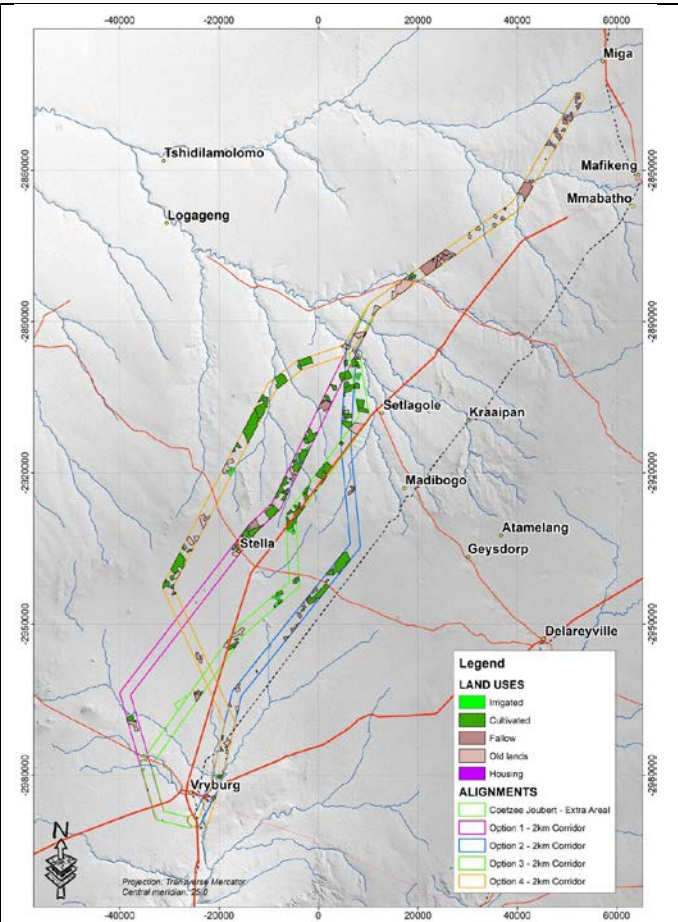 -40000 -20000 0 20000 40000 60000
Miga
-2860000 -2860000
Tshidilamolomo
Mafikeng
Mmabatho
Logageng
-2890000 -2890000
Setlagole
Kraaipan
-2920000 -2920000
Madibogo
Atamelang
Stella
Geysdorp
-2950000 -2950000
Delareyville
Legend
LAND USES
Irrigated
Cultivated
Fallow
Old lands
Housing
-2980000 -2980000
Vryburg
ALIGNMENTS
Coetzee Joubert - Extra Areal
Option 1 - 2km Corridor
Option 2 - 2km Corridor
Option 3 - 2km Corridor
Option 4 - 2km Corridor
N
Projection: Transverse Mercator
Central meridian: 25.0
-40000 -20000 0 20000 40000 60000